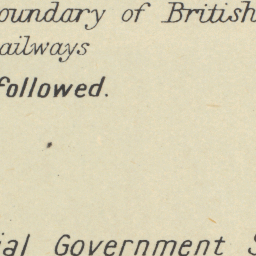 oundary of British
ailways
followed.
ial Government S